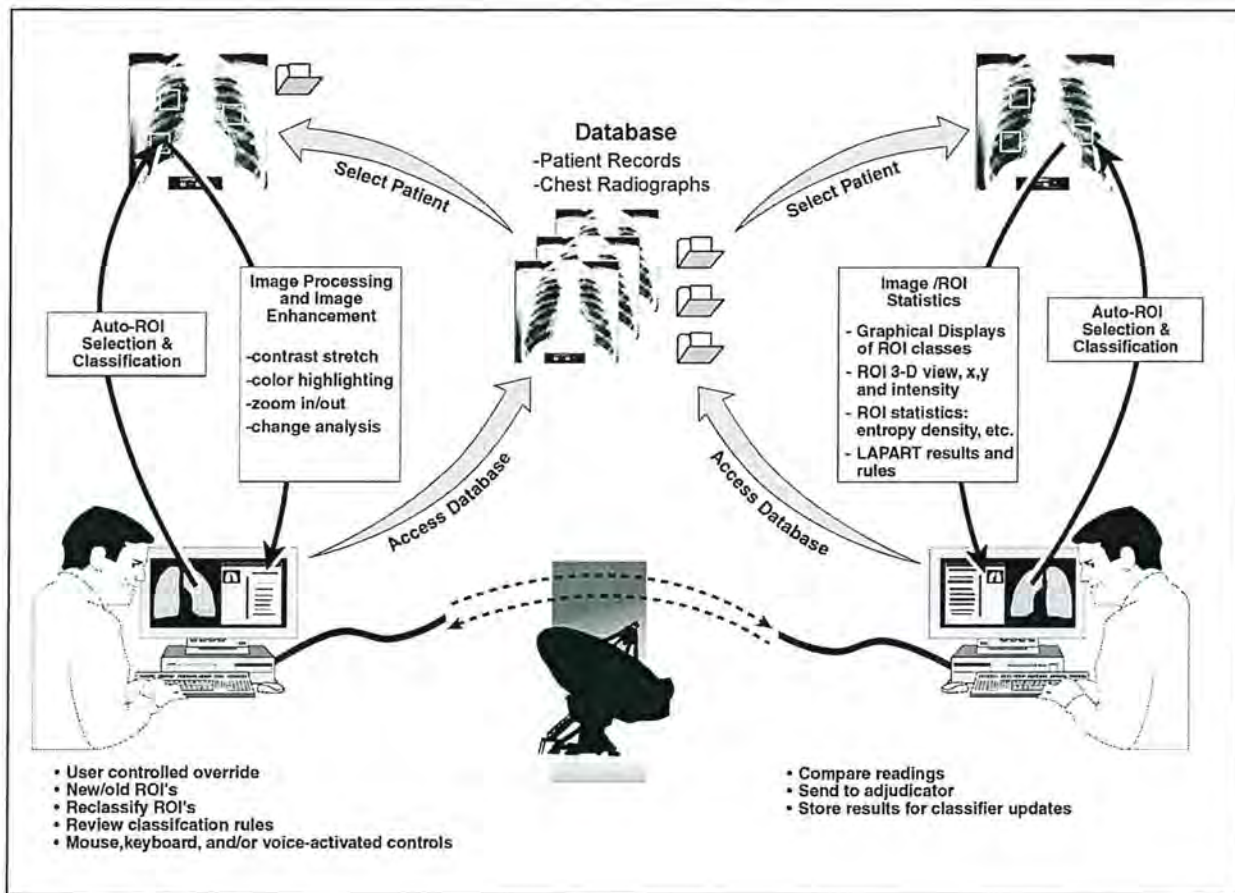 Database
-Patient Records
-Chest Radiographs
Select Patient
Select Patient
Image Processing
and Image
Enhancement
-contrast stretch
-color highlighting
-zoom in/out
-change analysis
Auto-ROI
Selection &
Classification
Image /ROI
Statistics
- Graphical Displays
of ROI classes
- ROI 3-D view, x,y
and intensity
- ROI statistics:
entropy density, etc.
- LAPART results and
rules
Auto-ROI
Selection &
Classification
Access Database
Access Database
• User controlled override
• New/old ROI's
• Reclassify ROI's
• Review classifcation rules
• Mouse,keyboard, and/or voice-activated controls
• Compare readings
• Send to adjudicator
• Store results for classifier updates